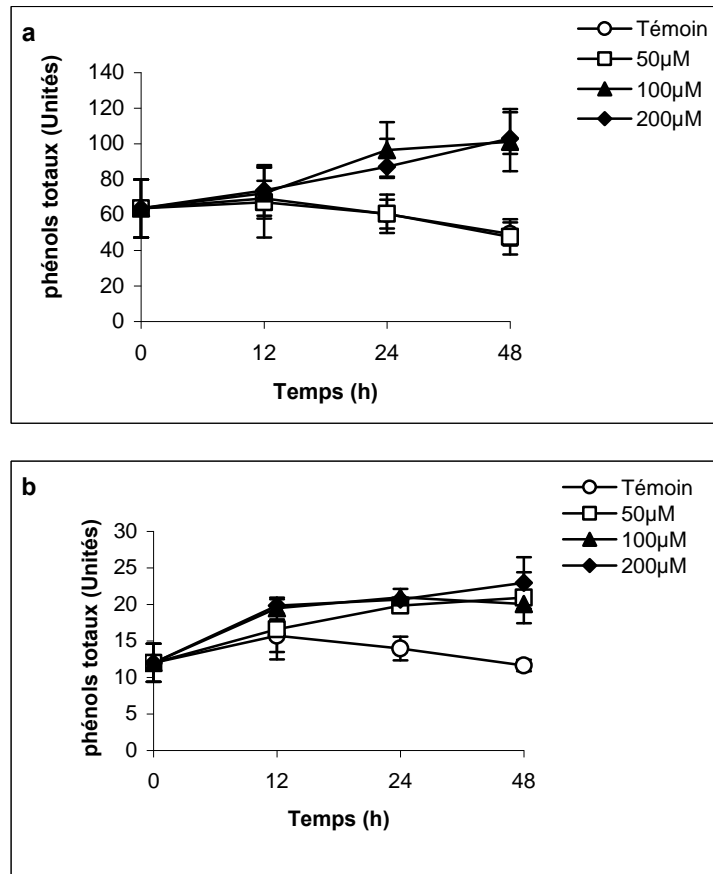 a
Témoin
50µM
100µM
200µM
phénols totaux (Unités)
140
120
100
80
60
40
20
0
0 12 24 48
Temps (h)
b
Témoin
50µM
100µM
200µM
phénols totaux (Unités)
30
25
20
15
10
5
0
0 12 24 48
Temps (h)